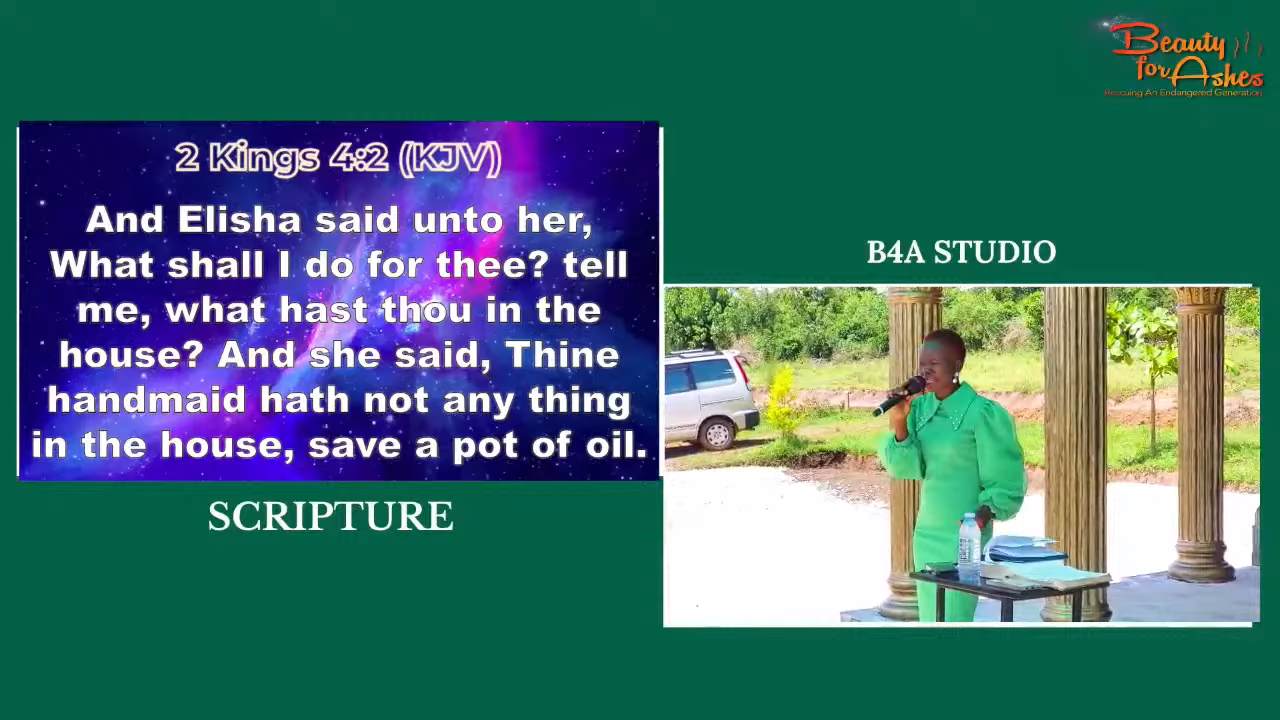 Beauty
for Ashes
Rescuing An Endangered Generation
2 Kings 4:2 (KJV)
And Elisha said unto her,
What shall I do for thee? tell
me, what hast thou in the
house? And she said, Thine
handmaid hath not any thing
in the house, save a pot of oil.
SCRIPTURE
B4A STUDIO